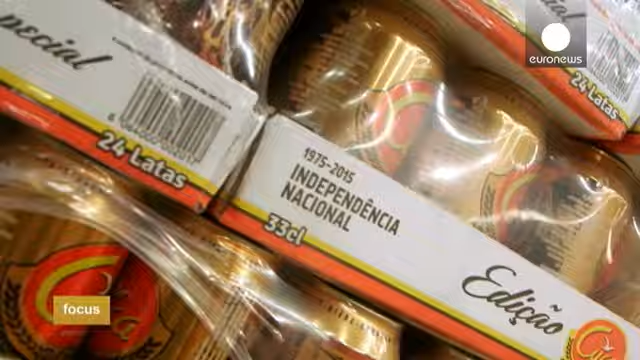 pecial
24 Latas
1975-2015
INDEPENDÊNCIA
NACIONAL
33cl
Edição
24 Latas
euronews
focus